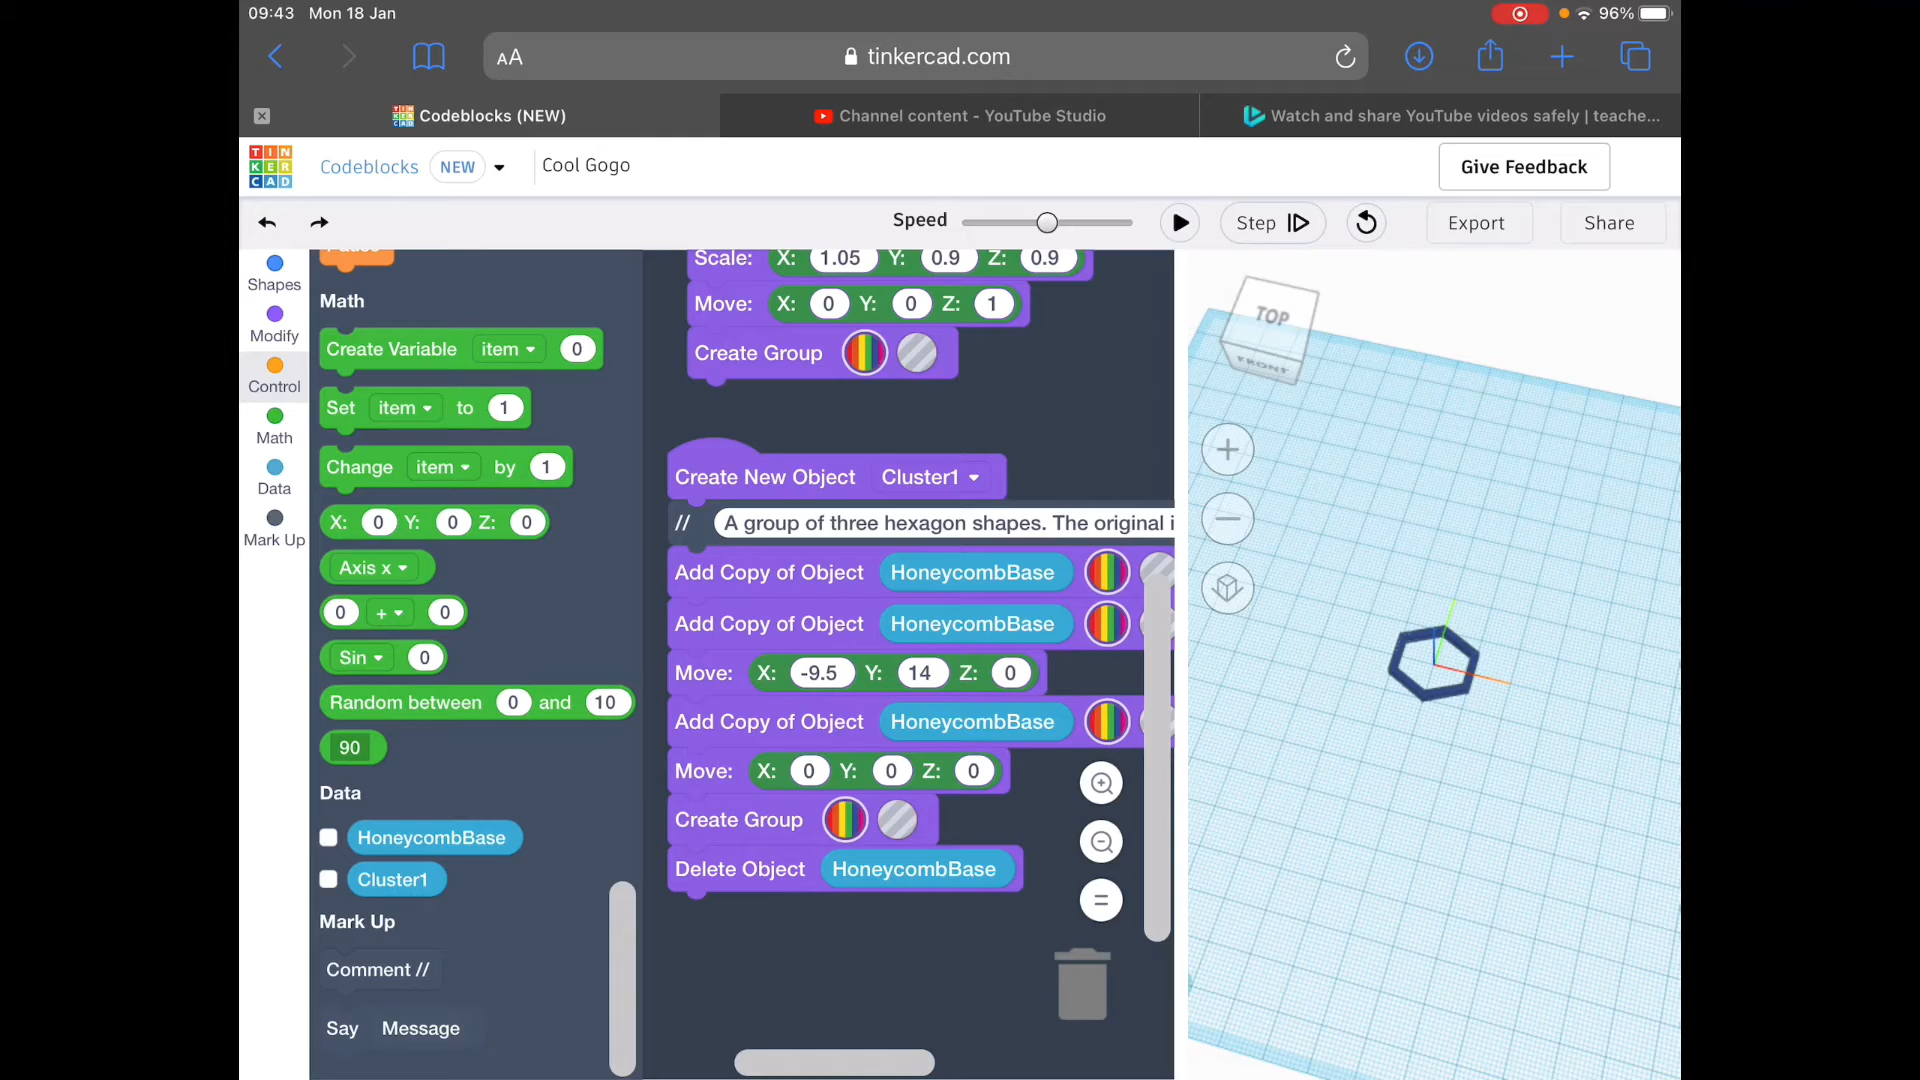 09:43 Mon 18 Jan
96%
AA
tinkercad.com
Codeblocks (NEW)
Channel content - YouTube Studio
Watch and share YouTube videos safely | teache...
TIN
KER
CAD
Codeblocks
NEW
Cool Gogo
Give Feedback
Speed
Step
Export
Share
Shapes
Modify
Control
Math
Data
Mark Up
Pause
Math
Create Variable item 0
Set item to 1
Change item by 1
X: 0 Y: 0 Z: 0
Axis x
0 + 0
Sin 0
Random between 0 and 10
90
Data
HoneycombBase
Cluster1
Mark Up
Comment //
Say Message
Scale: X: 1.05 Y: 0.9 Z: 0.9
Move: X: 0 Y: 0 Z: 1
Create Group
Create New Object Cluster1
// A group of three hexagon shapes. The original i
Add Copy of Object HoneycombBase
Add Copy of Object HoneycombBase
Move: X: -9.5 Y: 14 Z: 0
Add Copy of Object HoneycombBase
Move: X: 0 Y: 0 Z: 0
Create Group
Delete Object HoneycombBase
TOP
FRONT